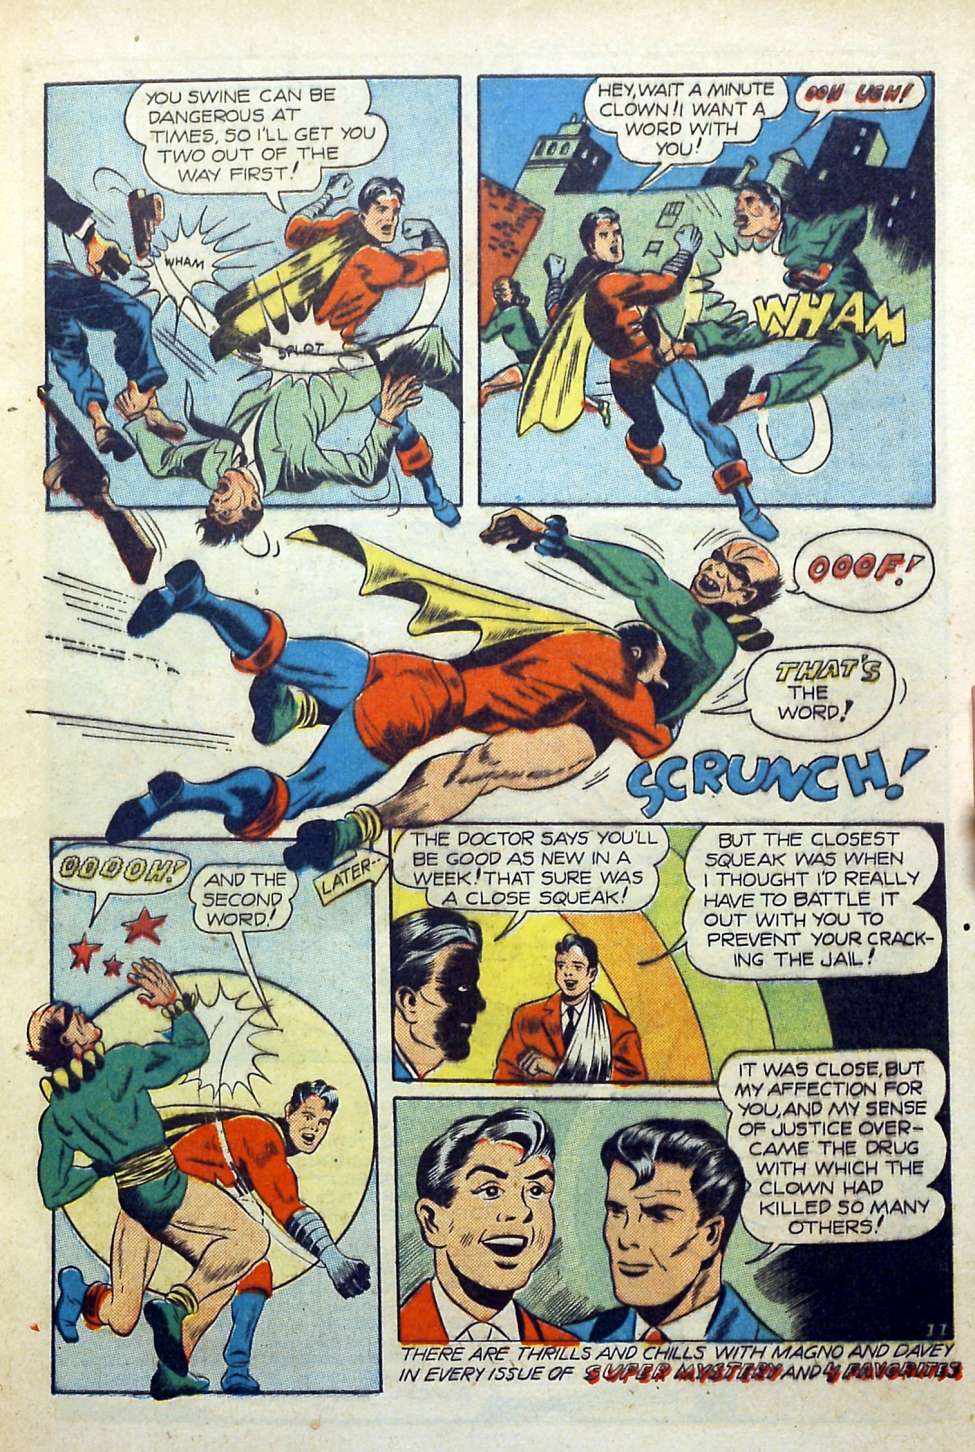 YOU SWINE CAN BE
DANGEROUS AT
TIMES, SO I'LL GET YOU
TWO OUT OF THE
WAY FIRST!
WHAM
SPLOT
HEY, WAIT A MINUTE
CLOWN! I WANT A
WORD WITH
YOU!
OOH UGH!
WHAM
OOOF!
THAT'S
THE
WORD!
SCRUNCH!
OOOOH!
AND THE
SECOND
WORD!
LATER--
THE DOCTOR SAYS YOU'LL
BE GOOD AS NEW IN A
WEEK! THAT SURE WAS
A CLOSE SQUEAK!
BUT THE CLOSEST
SQUEAK WAS WHEN
I THOUGHT I'D REALLY
HAVE TO BATTLE IT
OUT WITH YOU TO
PREVENT YOUR CRACK-
ING THE JAIL!
IT WAS CLOSE, BUT
MY AFFECTION FOR
YOU, AND MY SENSE
OF JUSTICE OVER-
CAME THE DRUG
WITH WHICH THE
CLOWN HAD
KILLED SO MANY
OTHERS!
11
THERE ARE THRILLS AND CHILLS WITH MAGNO AND DAVEY
IN EVERY ISSUE OF SUPER MYSTERY AND 4 FAVORITES